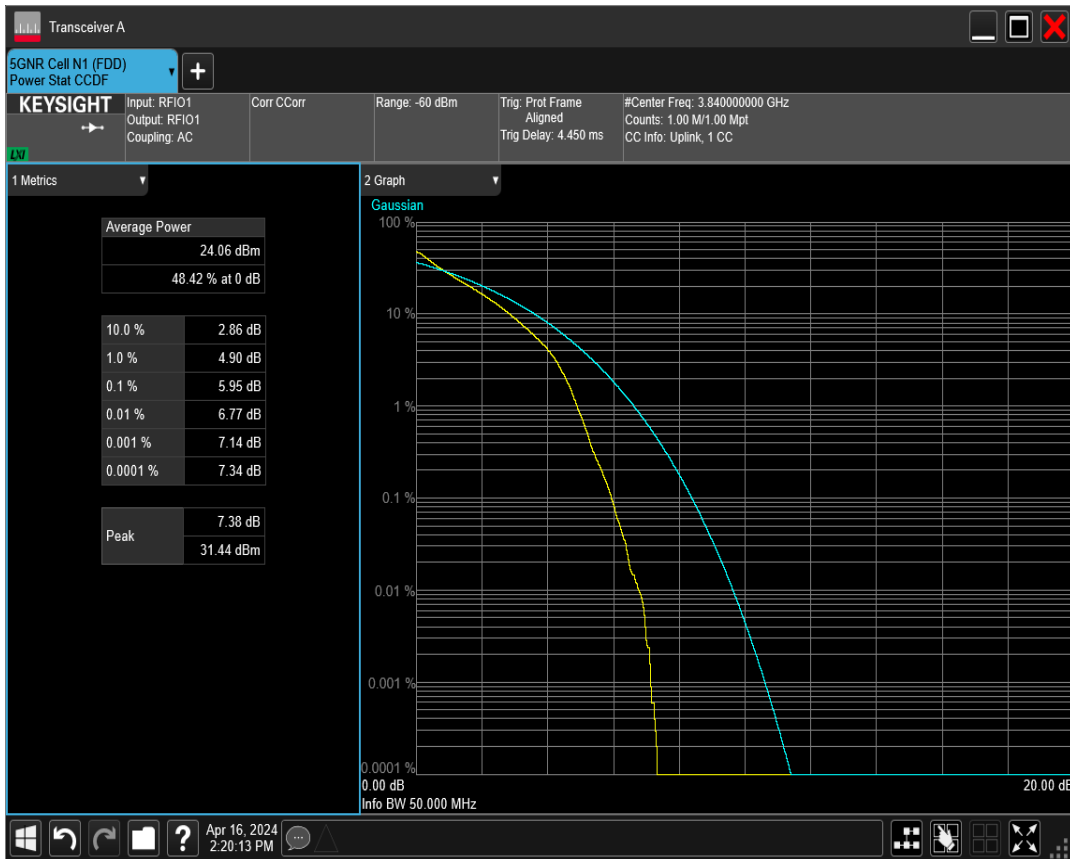 Transceiver A
5GNR Cell N1 (FDD)
Power Stat CCDF
KEYSIGHT
LXI
Input: RFIO1
Output: RFIO1
Coupling: AC
Corr CCorr
Range: -60 dBm
Trig: Prot Frame
Aligned
Trig Delay: 4.450 ms
#Center Freq: 3.840000000 GHz
Counts: 1.00 M/1.00 Mpt
CC Info: Uplink, 1 CC
1 Metrics
Average Power
24.06 dBm
48.42 % at 0 dB
10.0 % 2.86 dB
1.0 % 4.90 dB
0.1 % 5.95 dB
0.01 % 6.77 dB
0.001 % 7.14 dB
0.0001 % 7.34 dB
Peak 7.38 dB
31.44 dBm
2 Graph
Gaussian
100 %
10 %
1 %
0.1 %
0.01 %
0.001 %
0.0001 %
0.00 dB 20.00 dB
Info BW 50.000 MHz
?
Apr 16, 2024
2:20:13 PM